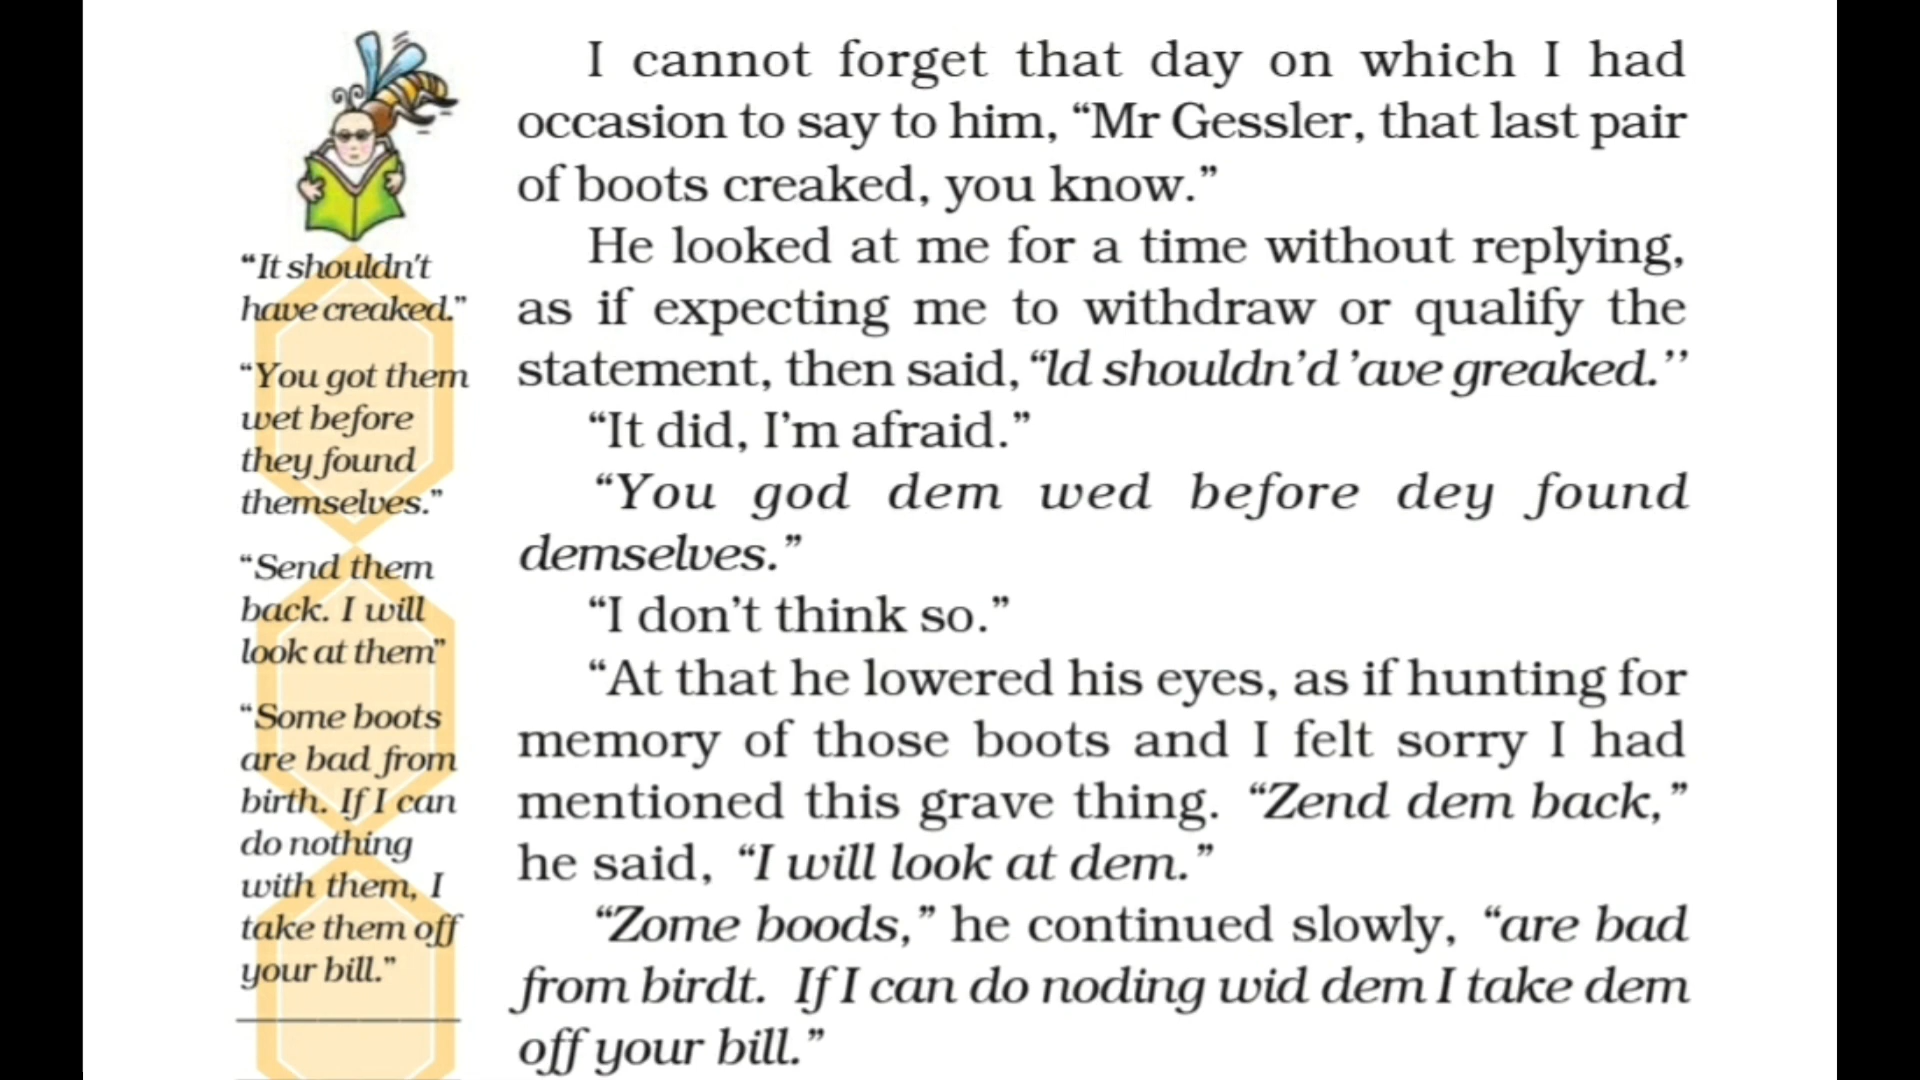 I cannot forget that day on which I had
occasion to say to him, “Mr Gessler, that last pair
of boots creaked, you know.”
He looked at me for a time without replying,
as if expecting me to withdraw or qualify the
statement, then said, “ld shouldn’d ’ave greaked.’’
“It did, I’m afraid.”
“You god dem wed before dey found
demselves.”
“I don’t think so.”
“At that he lowered his eyes, as if hunting for
memory of those boots and I felt sorry I had
mentioned this grave thing. “Zend dem back,”
he said, “I will look at dem.”
“Zome boods,” he continued slowly, “are bad
from birdt. If I can do noding wid dem I take dem
off your bill.”
“It shouldn't
have creaked.”
“You got them
wet before
they found
themselves.”
“Send them
back. I will
look at them”
“Some boots
are bad from
birth. If I can
do nothing
with them, I
take them off
your bill.”